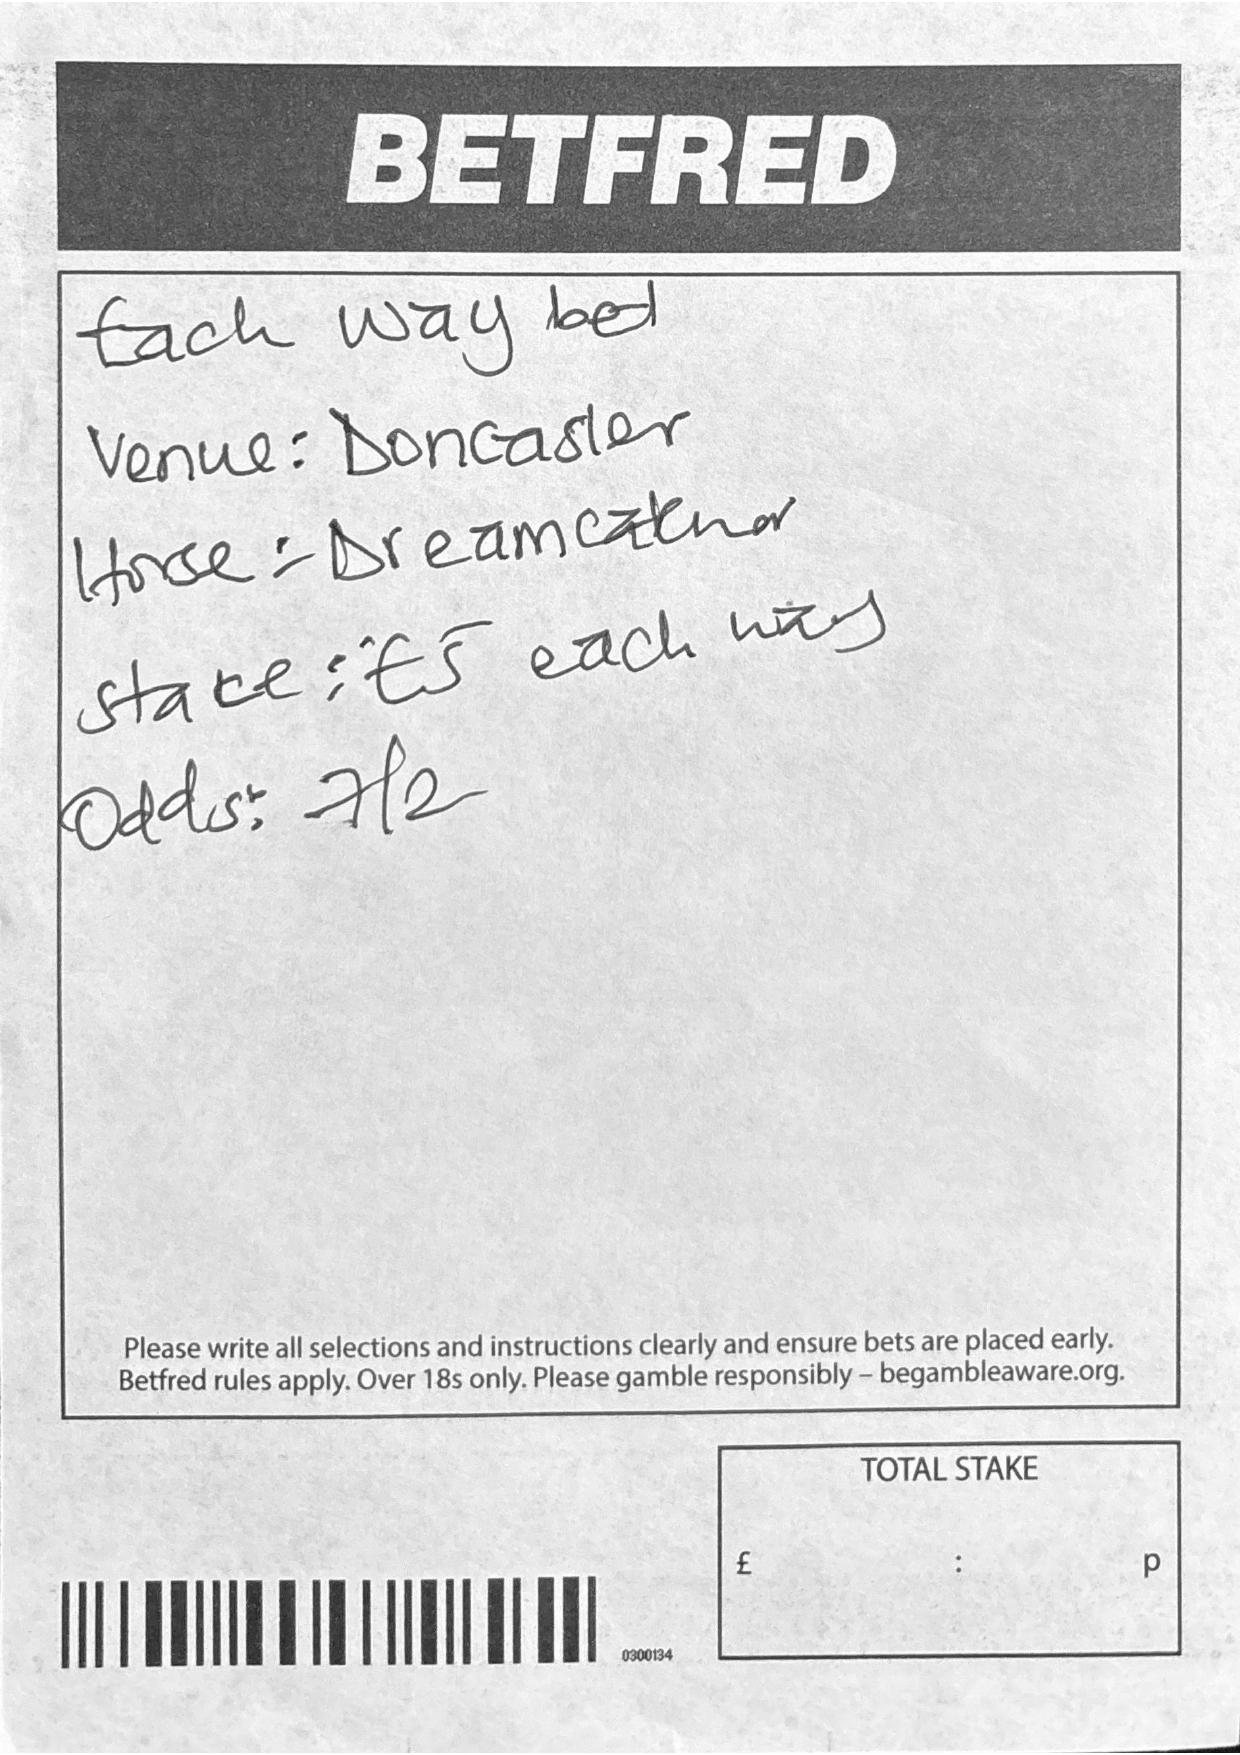 BETFRED
Each way bet
Venue: Doncaster
Horse:- Dreamcatcher
Stake: £5 each way
Odds: 7/2
Please write all selections and instructions clearly and ensure bets are placed early.
Betfred rules apply. Over 18s only. Please gamble responsibly – begambleaware.org.
TOTAL STAKE
£ : p
0300134